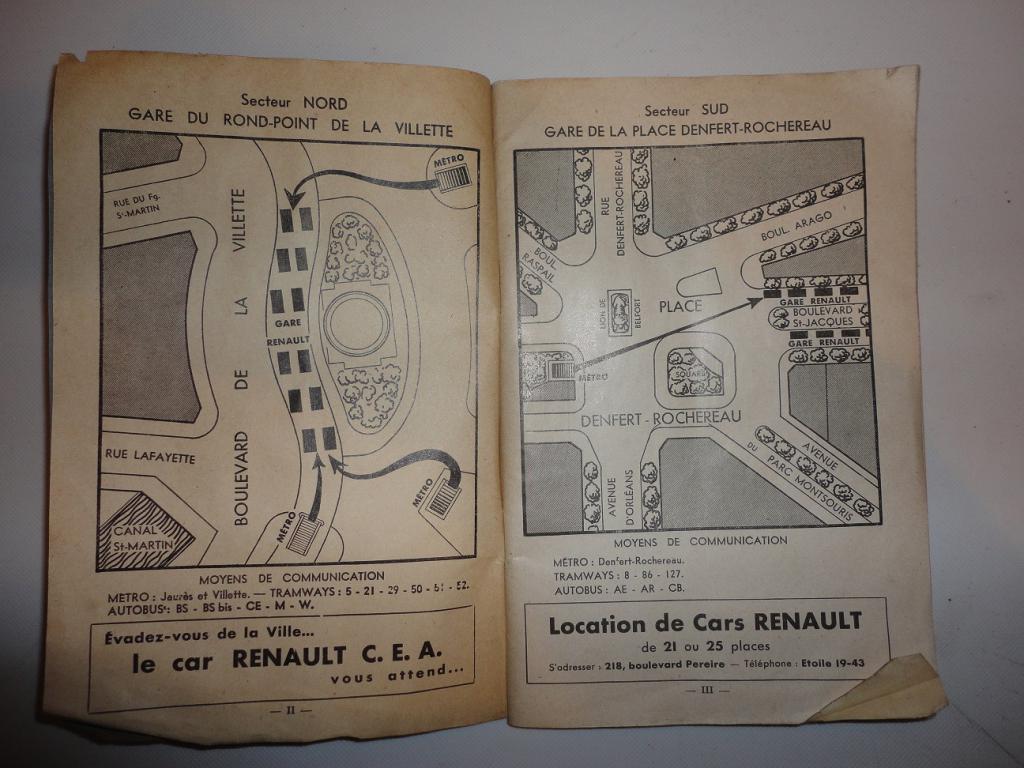 Secteur NORD
GARE DU ROND-POINT DE LA VILLETTE
MÉTRO
RUE DU Fg-
St-MARTIN
BOULEVARD DE LA VILLETTE
GARE
RENAULT
RUE LAFAYETTE
CANAL
St-MARTIN
MÉTRO
MÉTRO
MOYENS DE COMMUNICATION
MÉTRO : Jaurès et Villette. — TRAMWAYS : 5 - 21 - 29 - 50 - 51 - 52.
AUTOBUS : BS - BS bis - CE - M - W.
Évadez-vous de la Ville...
le car RENAULT C. E. A.
vous attend...
— II —
Secteur SUD
GARE DE LA PLACE DENFERT-ROCHEREAU
RUE
DENFERT-ROCHEREAU
BOUL. ARAGO
BOUL
RASPAIL
LION DE
BELFORT
PLACE
GARE RENAULT
BOULEVARD
St-JACQUES
GARE RENAULT
MÉTRO
SQUARE
DENFERT-ROCHEREAU
AVENUE
DU PARC MONTSOURIS
AVENUE
D'ORLÉANS
MOYENS DE COMMUNICATION
MÉTRO : Denfert-Rochereau.
TRAMWAYS : 8 - 86 - 127.
AUTOBUS : AE - AR - CB.
Location de Cars RENAULT
de 21 ou 25 places
S'adresser : 218, boulevard Pereire — Téléphone : Etoile 19-43
— III —